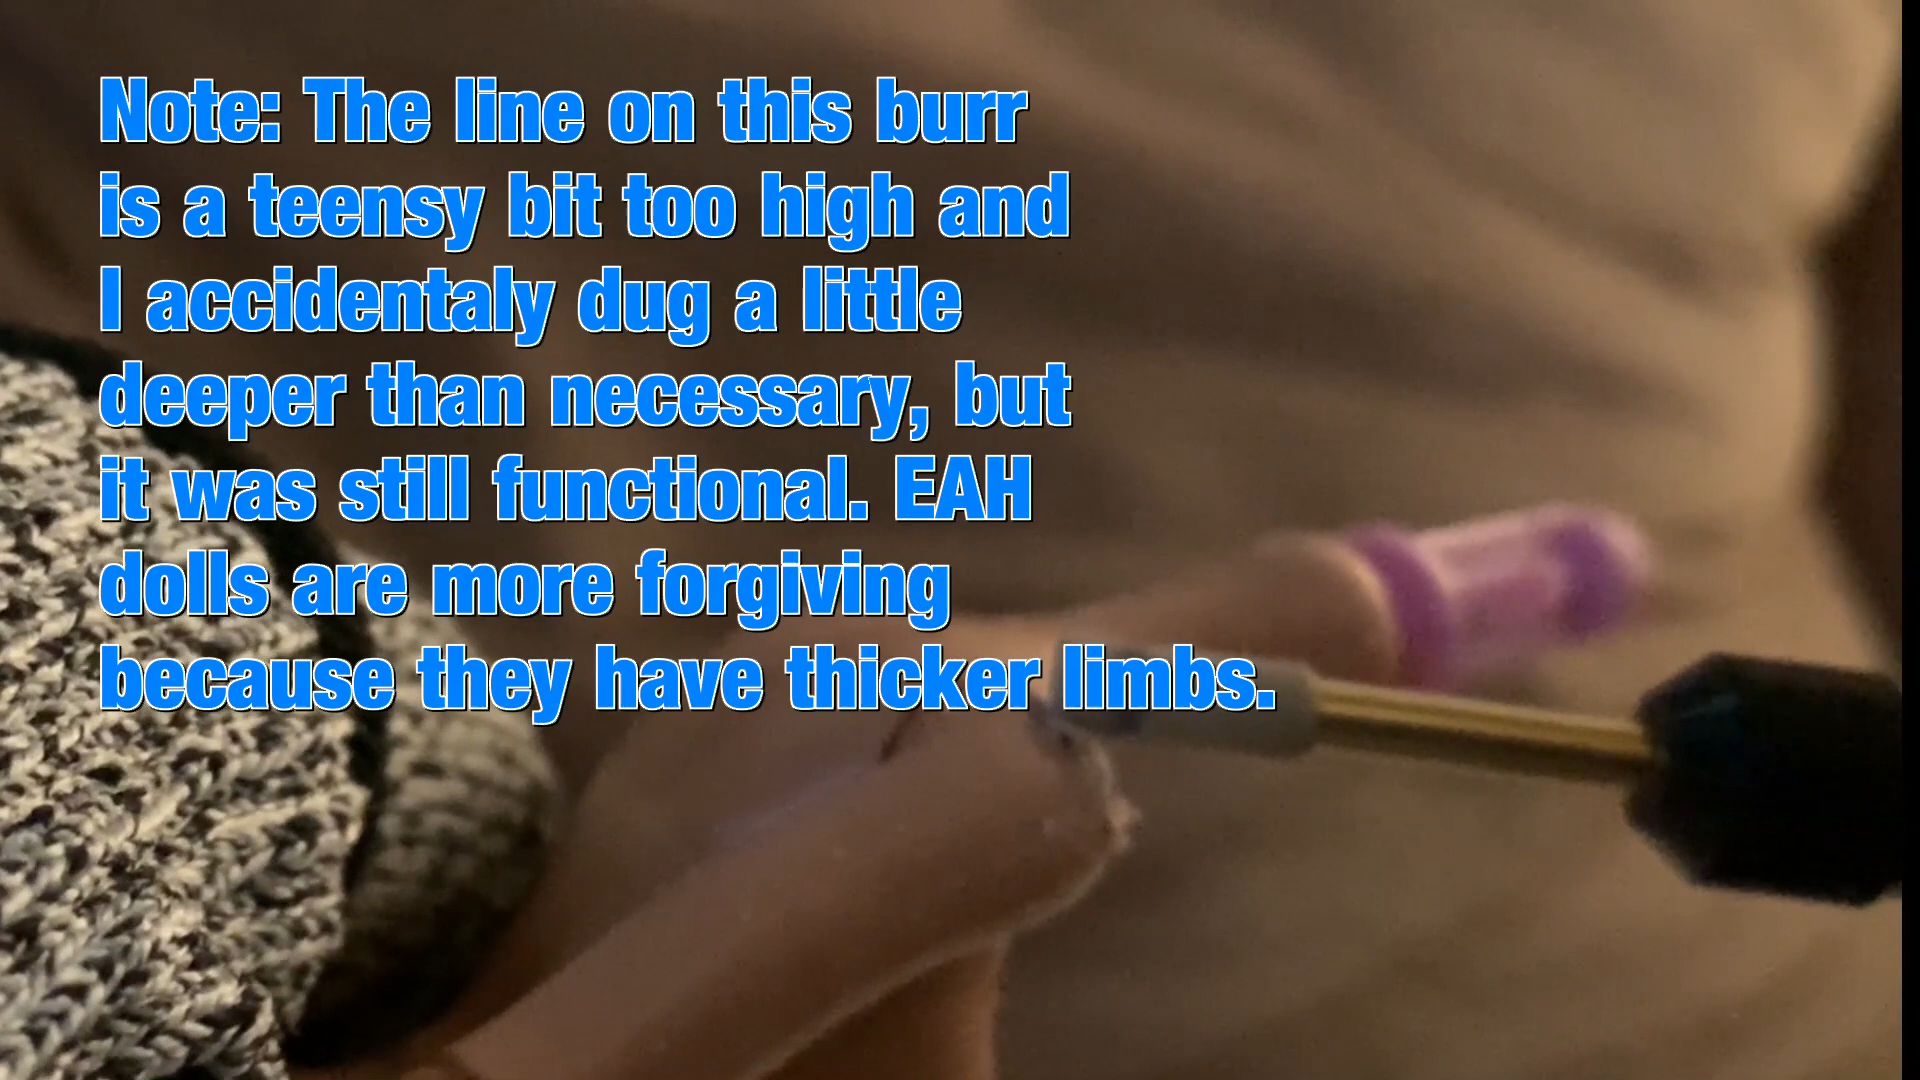 Note: The line on this burr
is a teensy bit too high and
I accidentaly dug a little
deeper than necessary, but
it was still functional. EAH
dolls are more forgiving
because they have thicker limbs.